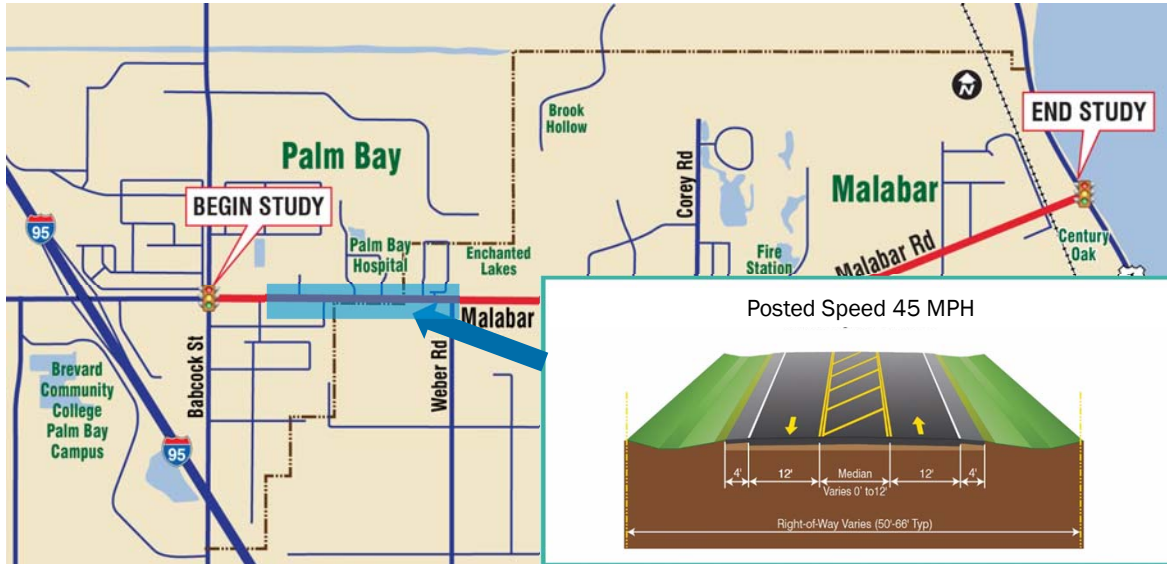 Brook
Hollow
N
END STUDY
Palm Bay
Corey Rd
Malabar
BEGIN STUDY
95
Palm Bay
Hospital
Enchanted
Lakes
Fire
Station
Malabar Rd
Century
Oak
Malabar
Posted Speed 45 MPH
Brevard
Community
College
Palm Bay
Campus
Babcock St
Weber Rd
95
4'
12'
Median
Varies 0' to12'
12'
4'
Right-of-Way Varies (50'-66' Typ)